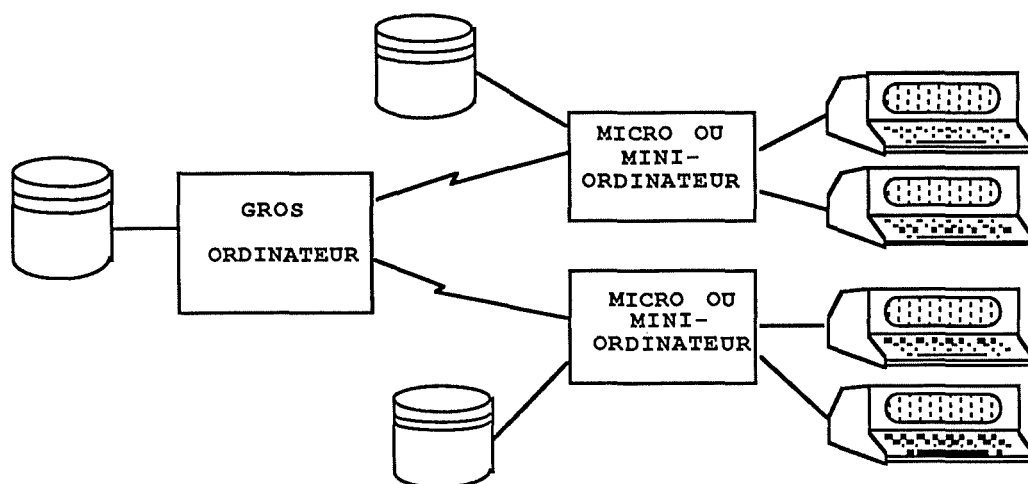 MICRO OU
MINI-
ORDINATEUR
GROS
ORDINATEUR
MICRO OU
MINI-
ORDINATEUR